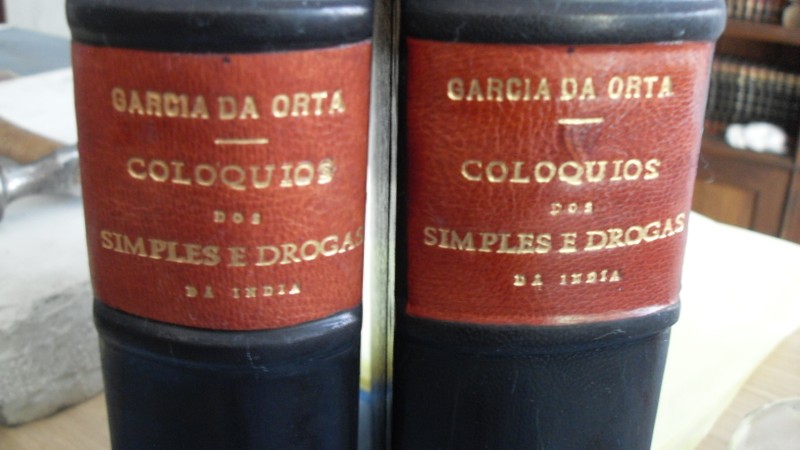 GARCIA DA ORTA
COLOQUIOS
DOS
SIMPLES E DROGAS
DA INDIA
GARCIA DA ORTA
COLOQUIOS
DOS
SIMPLES E DROGAS
DA INDIA